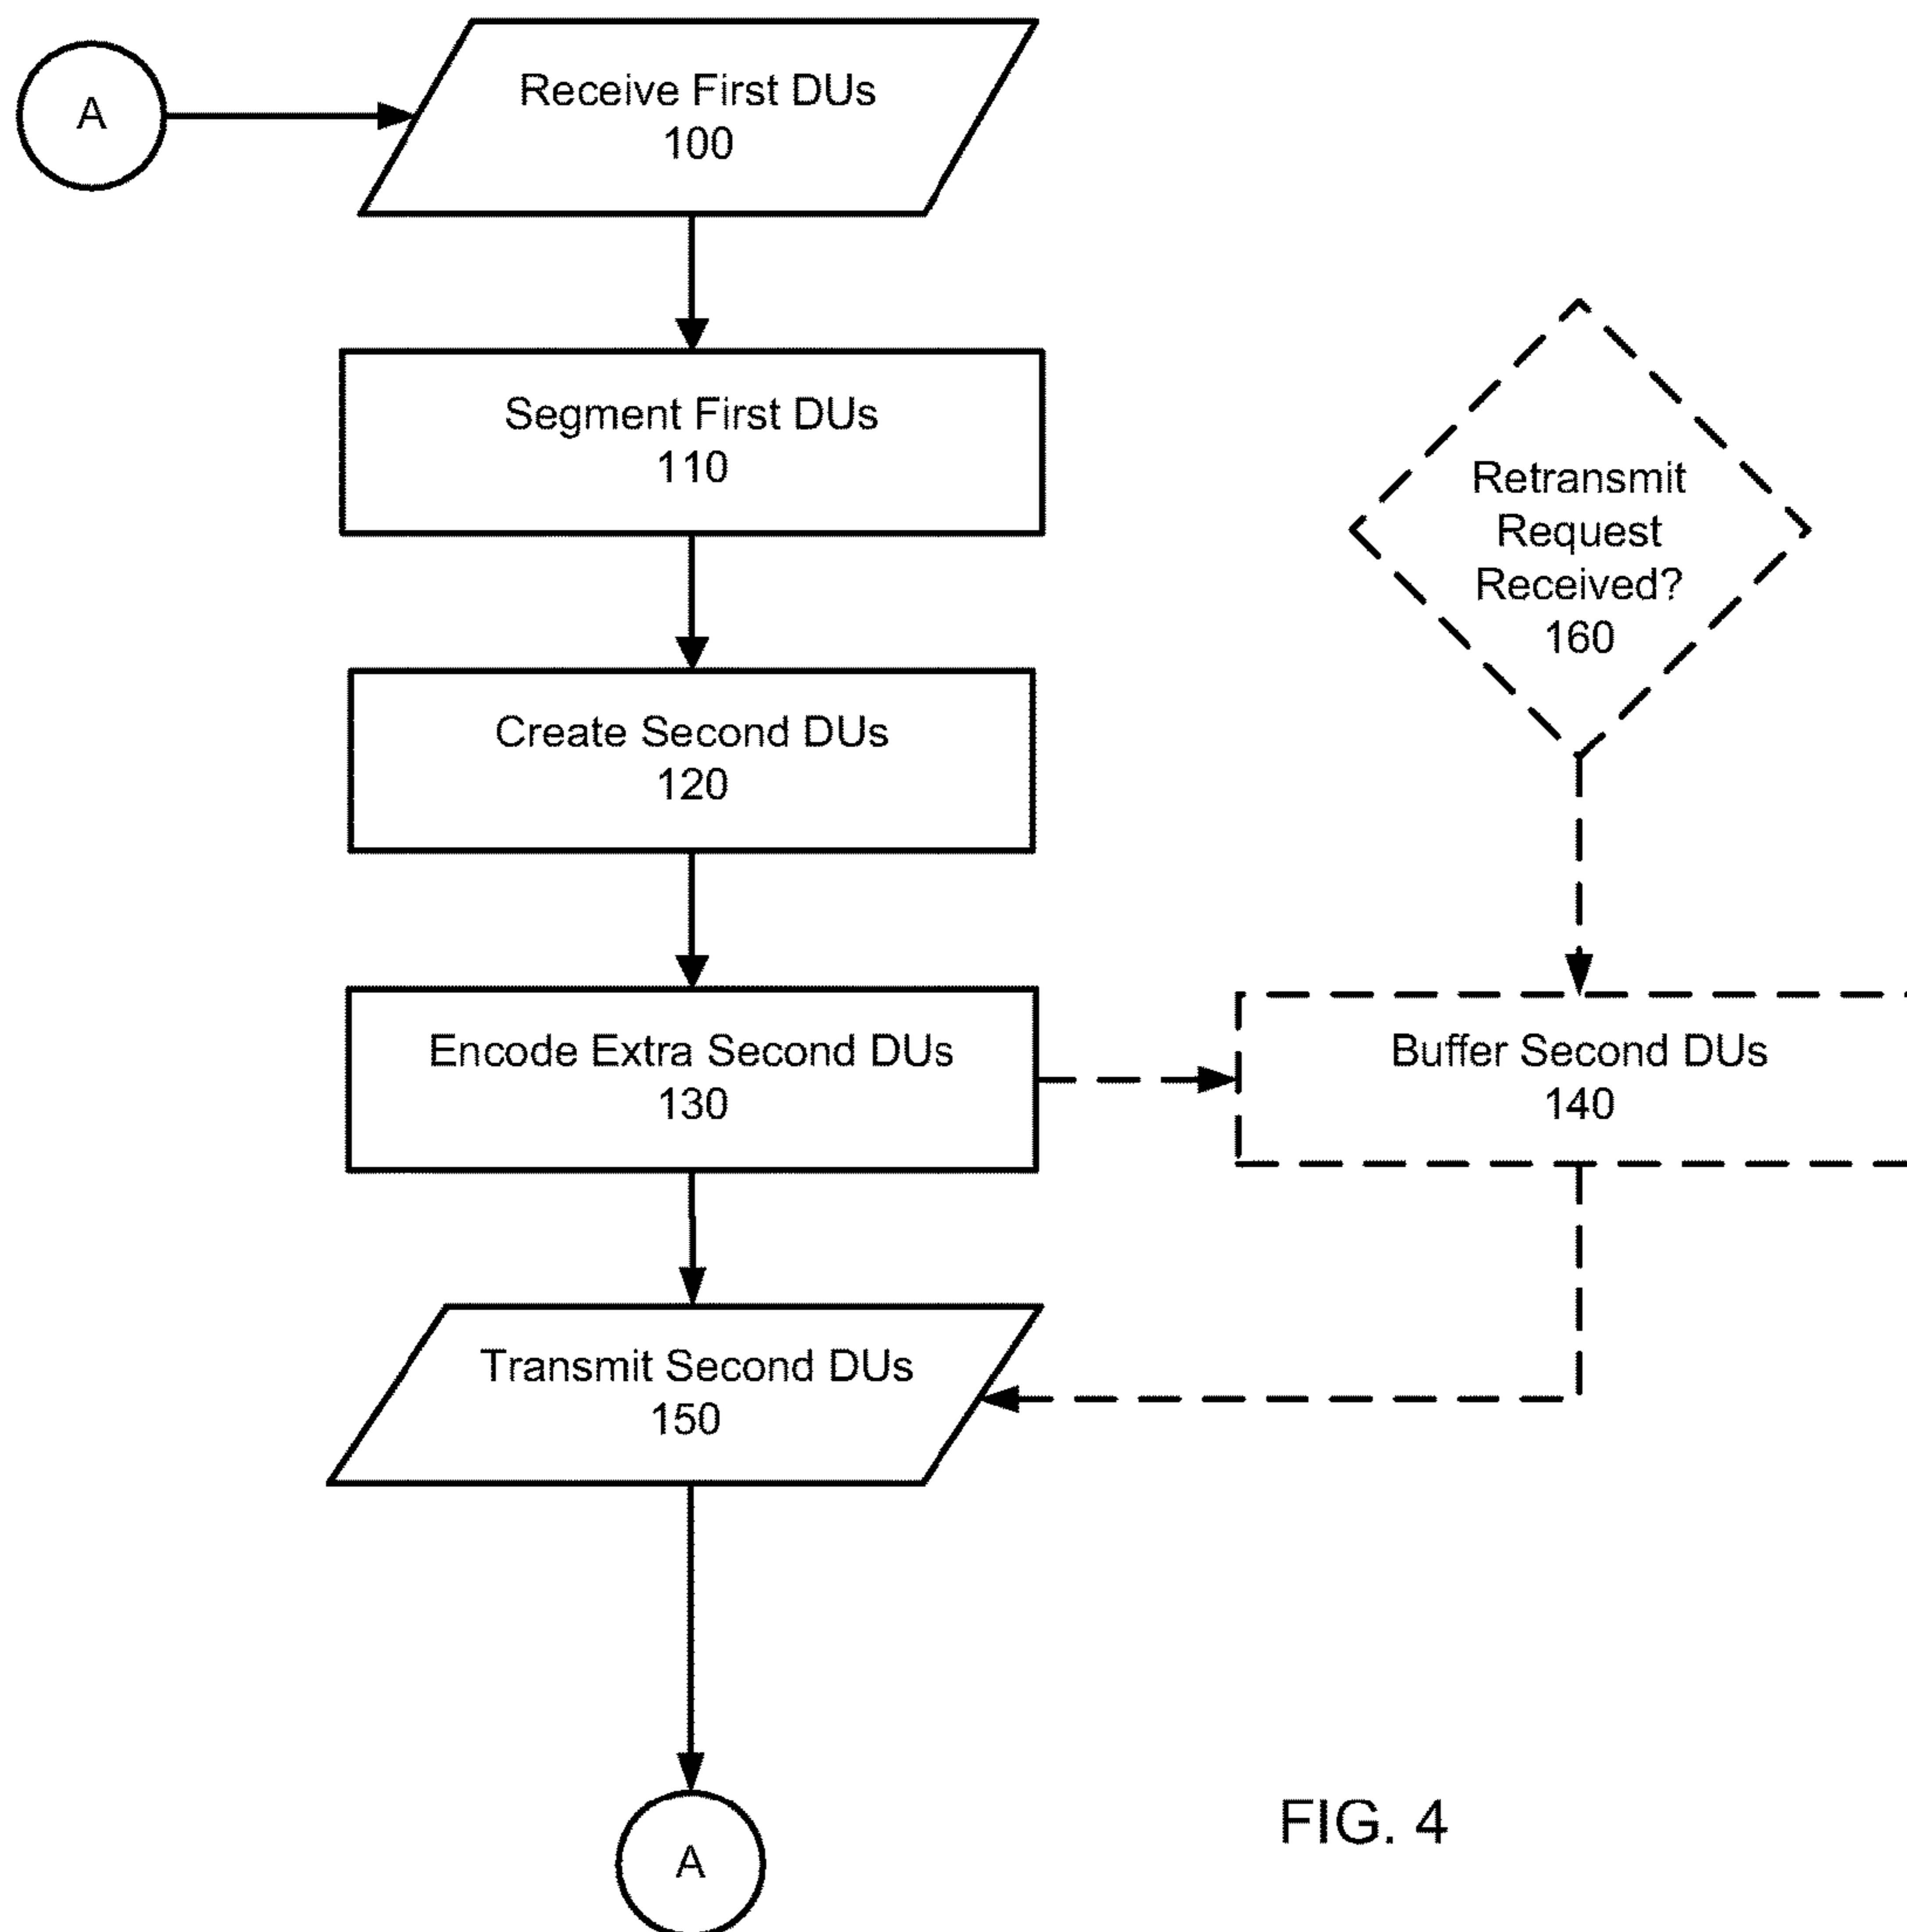 A
Receive First DUs
100
Segment First DUs
110
Retransmit
Request
Received?
160
Create Second DUs
120
Encode Extra Second DUs
130
Buffer Second DUs
140
Transmit Second DUs
150
A
FIG. 4